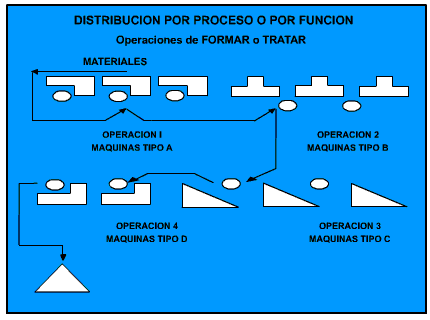 DISTRIBUCION POR PROCESO O POR FUNCION
Operaciones de FORMAR o TRATAR
MATERIALES
OPERACION I
MAQUINAS TIPO A
OPERACION 2
MAQUINAS TIPO B
OPERACION 4
MAQUINAS TIPO D
OPERACION 3
MAQUINAS TIPO C